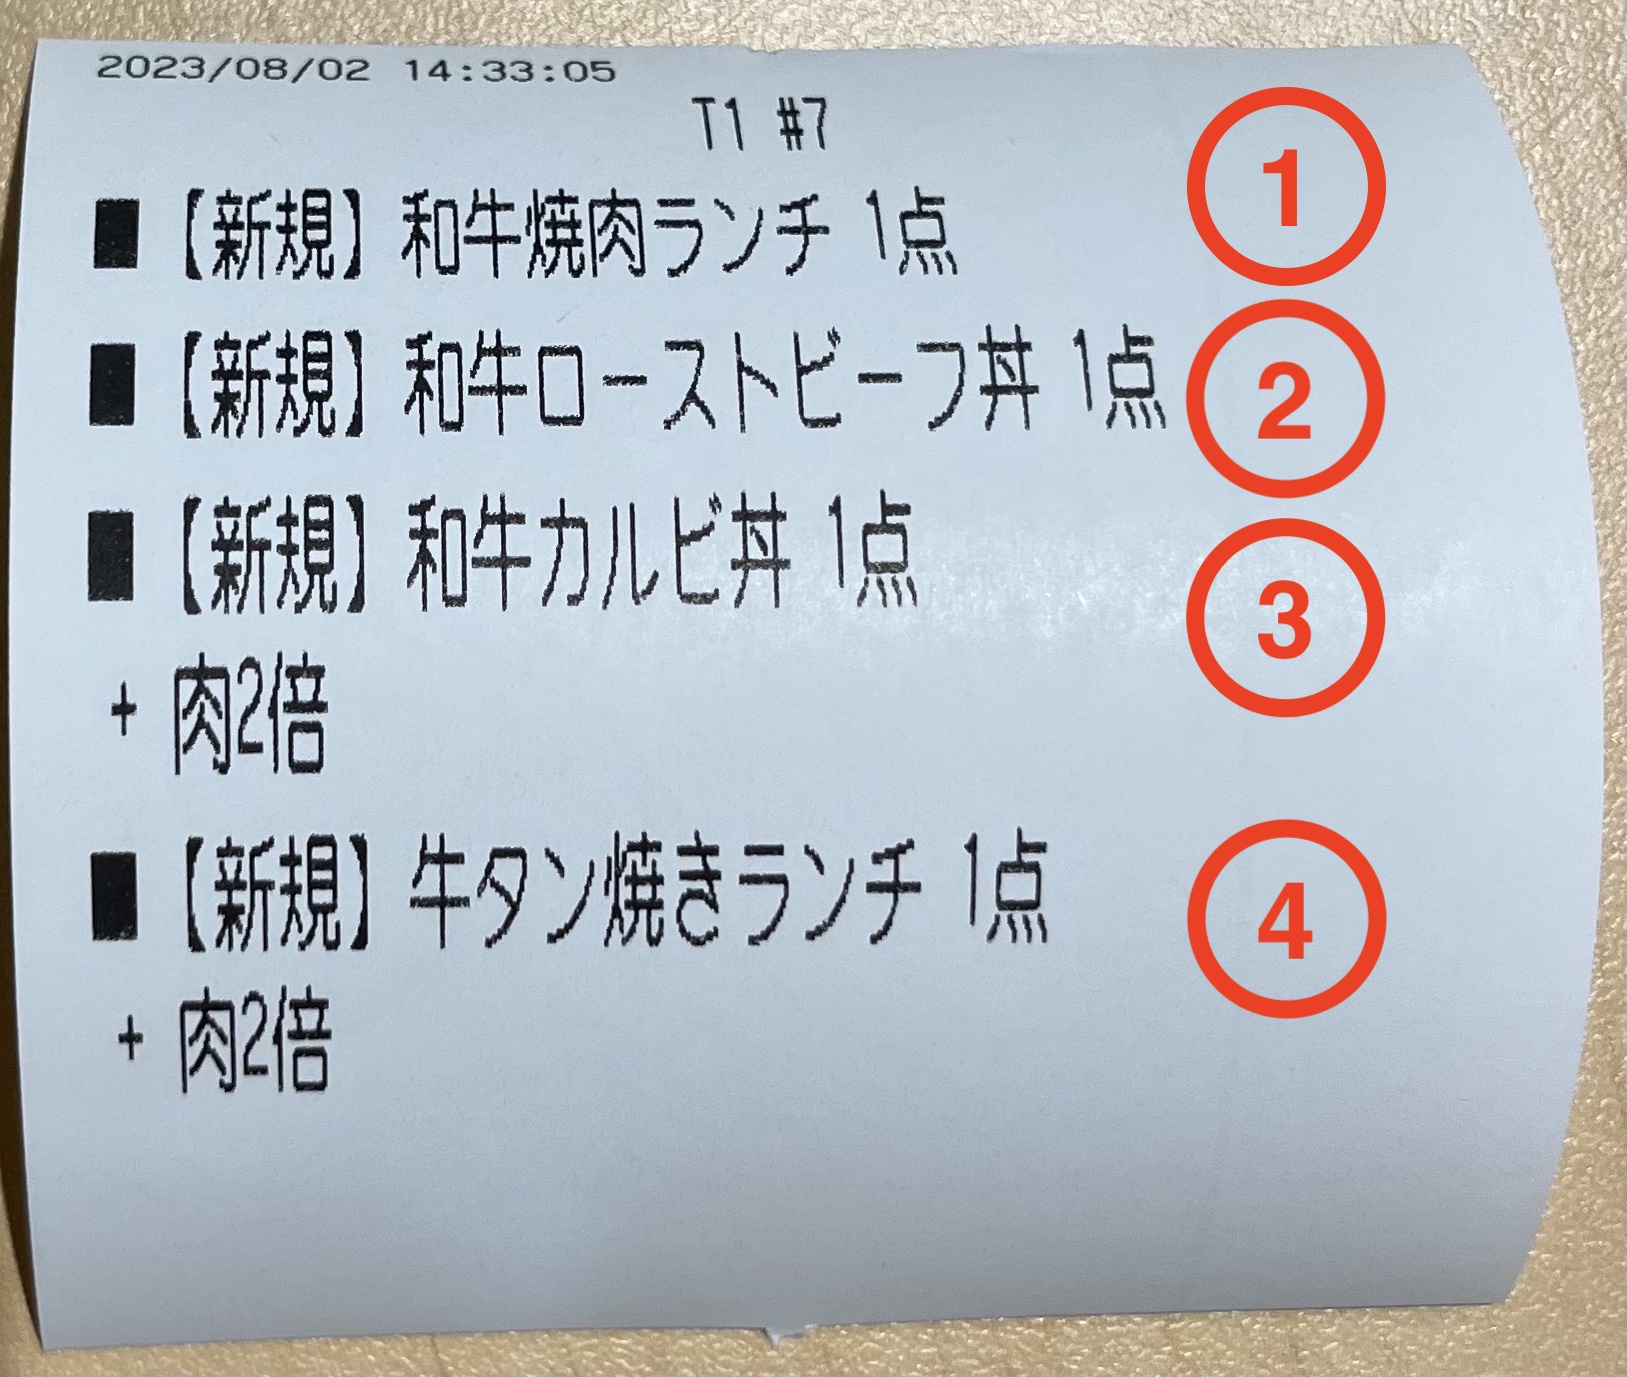 2023/08/02 14:33:05
T1 #7
■【新規】和牛焼肉ランチ 1点
1
■【新規】和牛ローストビーフ丼 1点
2
■【新規】和牛カルビ丼 1点
3
+ 肉2倍
■【新規】牛タン焼きランチ 1点
4
+ 肉2倍